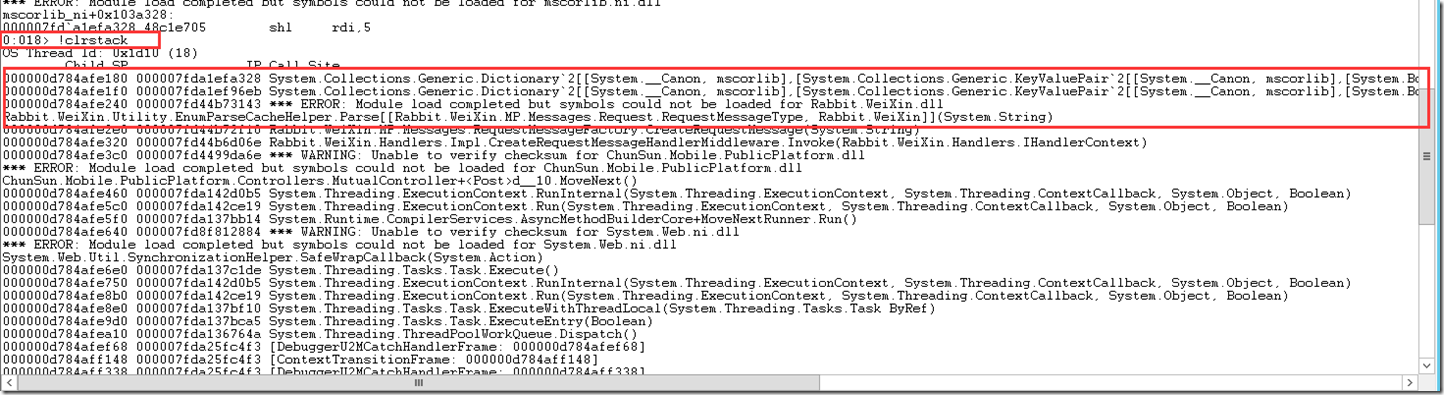 *** ERROR: Module load completed but symbols could not be loaded for mscorlib.ni.dll
mscorlib_ni+0x103a328:
000007fd`a1efa328 48c1e705 shl rdi,5
0:018> !clrstack
OS Thread Id: 0x1d10 (18)
Child SP IP Call Site
000000d784afe180 000007fda1efa328 System.Collections.Generic.Dictionary`2[[System.__Canon, mscorlib],[System.Collections.Generic.KeyValuePair`2[[System.__Canon, mscorlib],[System.Bo
000000d784afe1f0 000007fda1ef96eb System.Collections.Generic.Dictionary`2[[System.__Canon, mscorlib],[System.Collections.Generic.KeyValuePair`2[[System.__Canon, mscorlib],[System.Bo
000000d784afe240 000007fd44b73143 *** ERROR: Module load completed but symbols could not be loaded for Rabbit.WeiXin.dll
Rabbit.WeiXin.Utility.EnumParseCacheHelper.Parse[[Rabbit.WeiXin.MP.Messages.Request.RequestMessageType, Rabbit.WeiXin]](System.String)
000000d784afe2e0 000007fd44b72f10 Rabbit.WeiXin.MP.Messages.RequestMessageFactory.CreateRequestMessage(System.String)
000000d784afe320 000007fd44b6d06e Rabbit.WeiXin.Handlers.Impl.CreateRequestMessageHandlerMiddleware.Invoke(Rabbit.WeiXin.Handlers.IHandlerContext)
000000d784afe3c0 000007fd4499da6e *** WARNING: Unable to verify checksum for ChunSun.Mobile.PublicPlatform.dll
*** ERROR: Module load completed but symbols could not be loaded for ChunSun.Mobile.PublicPlatform.dll
ChunSun.Mobile.PublicPlatform.Controllers.MutualController+<Post>d__10.MoveNext()
000000d784afe460 000007fda142d0b5 System.Threading.ExecutionContext.RunInternal(System.Threading.ExecutionContext, System.Threading.ContextCallback, System.Object, Boolean)
000000d784afe5c0 000007fda142ce19 System.Threading.ExecutionContext.Run(System.Threading.ExecutionContext, System.Threading.ContextCallback, System.Object, Boolean)
000000d784afe5f0 000007fda137bb14 System.Runtime.CompilerServices.AsyncMethodBuilderCore+MoveNextRunner.Run()
000000d784afe640 000007fd8f812884 *** WARNING: Unable to verify checksum for System.Web.ni.dll
*** ERROR: Module load completed but symbols could not be loaded for System.Web.ni.dll
System.Web.Util.SynchronizationHelper.SafeWrapCallback(System.Action)
000000d784afe6e0 000007fda137c1de System.Threading.Tasks.Task.Execute()
000000d784afe750 000007fda142d0b5 System.Threading.ExecutionContext.RunInternal(System.Threading.ExecutionContext, System.Threading.ContextCallback, System.Object, Boolean)
000000d784afe8b0 000007fda142ce19 System.Threading.ExecutionContext.Run(System.Threading.ExecutionContext, System.Threading.ContextCallback, System.Object, Boolean)
000000d784afe8e0 000007fda137bf10 System.Threading.Tasks.Task.ExecuteWithThreadLocal(System.Threading.Tasks.Task ByRef)
000000d784afe9d0 000007fda137bca5 System.Threading.Tasks.Task.ExecuteEntry(Boolean)
000000d784afea10 000007fda136764a System.Threading.ThreadPoolWorkQueue.Dispatch()
000000d784afef68 000007fda25fc4f3 [DebuggerU2MCatchHandlerFrame: 000000d784afef68]
000000d784aff148 000007fda25fc4f3 [ContextTransitionFrame: 000000d784aff148]
000000d784aff338 000007fda25fc4f3 [DebuggerU2MCatchHandlerFrame: 000000d784aff338]